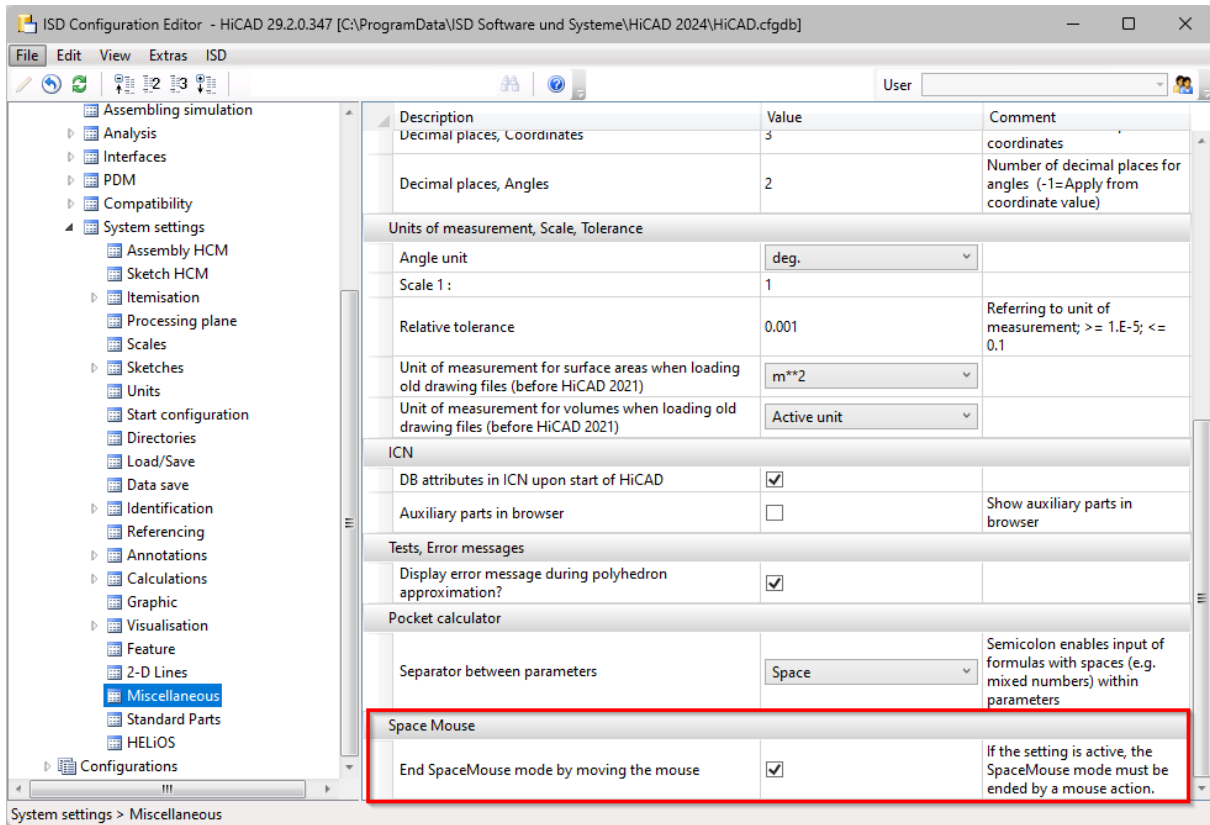 ISD Configuration Editor - HiCAD 29.2.0.347 [C:\ProgramData\ISD Software und Systeme\HiCAD 2024\HiCAD.cfgdb]
File Edit View Extras ISD
2 3 User
Assembling simulation
Analysis
Interfaces
PDM
Compatibility
System settings
Assembly HCM
Sketch HCM
Itemisation
Processing plane
Scales
Sketches
Units
Start configuration
Directories
Load/Save
Data save
Identification
Referencing
Annotations
Calculations
Graphic
Visualisation
Feature
2-D Lines
Miscellaneous
Standard Parts
HELiOS
Configurations
Description Value Comment
Decimal places, Coordinates 3
coordinates
Decimal places, Angles 2 Number of decimal places for
angles (-1=Apply from
coordinate value)
Units of measurement, Scale, Tolerance
Angle unit deg.
Scale 1 : 1
Relative tolerance 0.001 Referring to unit of
measurement; >= 1.E-5; <=
0.1
Unit of measurement for surface areas when loading
old drawing files (before HiCAD 2021) m**2
Unit of measurement for volumes when loading old
drawing files (before HiCAD 2021) Active unit
ICN
DB attributes in ICN upon start of HiCAD
Auxiliary parts in browser Show auxiliary parts in
browser
Tests, Error messages
Display error message during polyhedron
approximation?
Pocket calculator
Separator between parameters Space Semicolon enables input of
formulas with spaces (e.g.
mixed numbers) within
parameters
Space Mouse
End SpaceMouse mode by moving the mouse If the setting is active, the
SpaceMouse mode must be
ended by a mouse action.
System settings > Miscellaneous